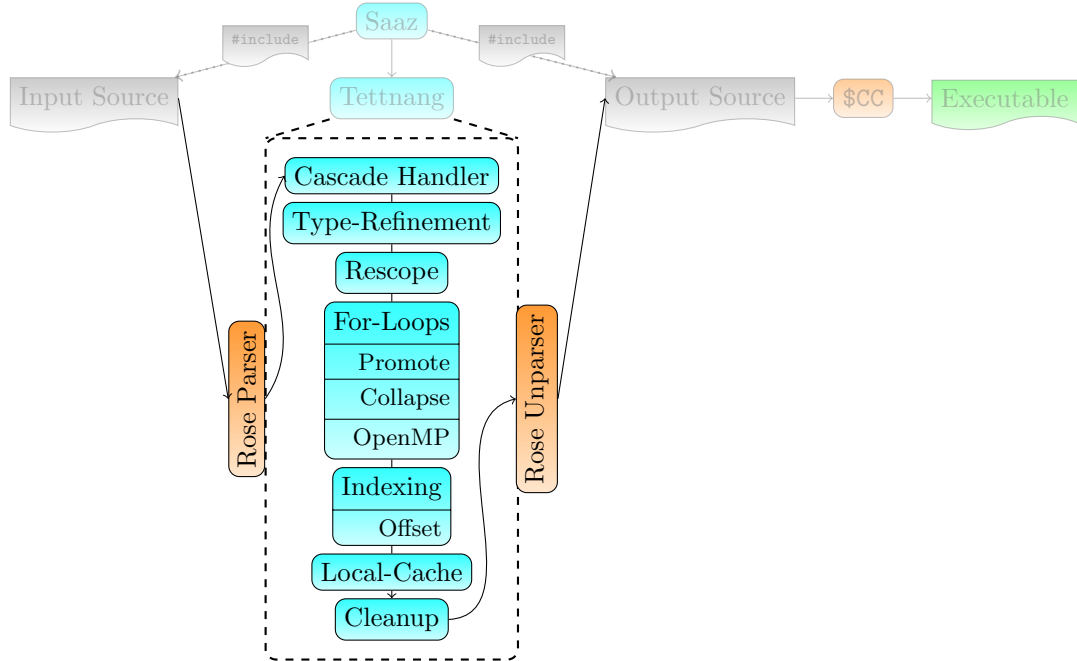 Saaz
#include
#include
Input Source
Tettnang
Output Source
$CC
Executable
Cascade Handler
Type-Refinement
Rescope
For-Loops
Promote
Collapse
OpenMP
Rose Parser
Rose Unparser
Indexing
Offset
Local-Cache
Cleanup